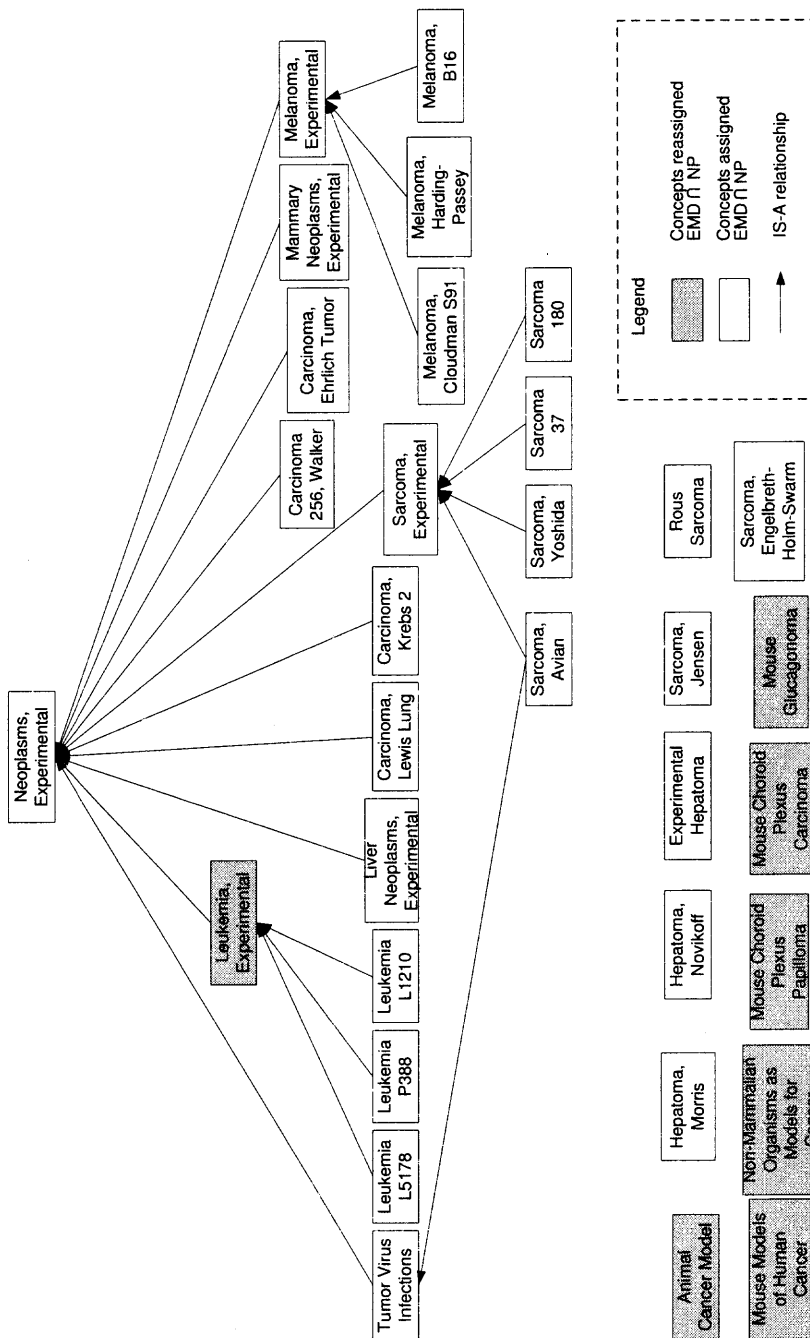 Neoplasms,
Experimental
Leukemia,
Experimental
Melanoma,
Experimental
Mammary
Neoplasms,
Experimental
Carcinoma,
Ehrlich Tumor
Carcinoma
256, Walker
Tumor Virus
Infections
Leukemia
L5178
Leukemia
P388
Leukemia
L1210
Liver
Neoplasms,
Experimental
Carcinoma,
Lewis Lung
Carcinoma,
Krebs 2
Sarcoma,
Experimental
Melanoma,
Cloudman S91
Melanoma,
Harding-
Passey
Melanoma,
B16
Sarcoma,
Avian
Sarcoma,
Yoshida
Sarcoma
37
Sarcoma
180
Animal
Cancer Model
Hepatoma,
Morris
Hepatoma,
Novikoff
Experimental
Hepatoma
Sarcoma,
Jensen
Rous
Sarcoma
Mouse Models
of Human
Cancer
Non-Mammalian
Organisms as
Models for
Mouse Choroid
Plexus
Papilloma
Mouse Choroid
Plexus
Carcinoma
Mouse
Glucagonoma
Sarcoma,
Engelbreth-
Holm-Swarm
Legend
Concepts reassigned
EMD ∩ NP
Concepts assigned
EMD ∩ NP
IS-A relationship